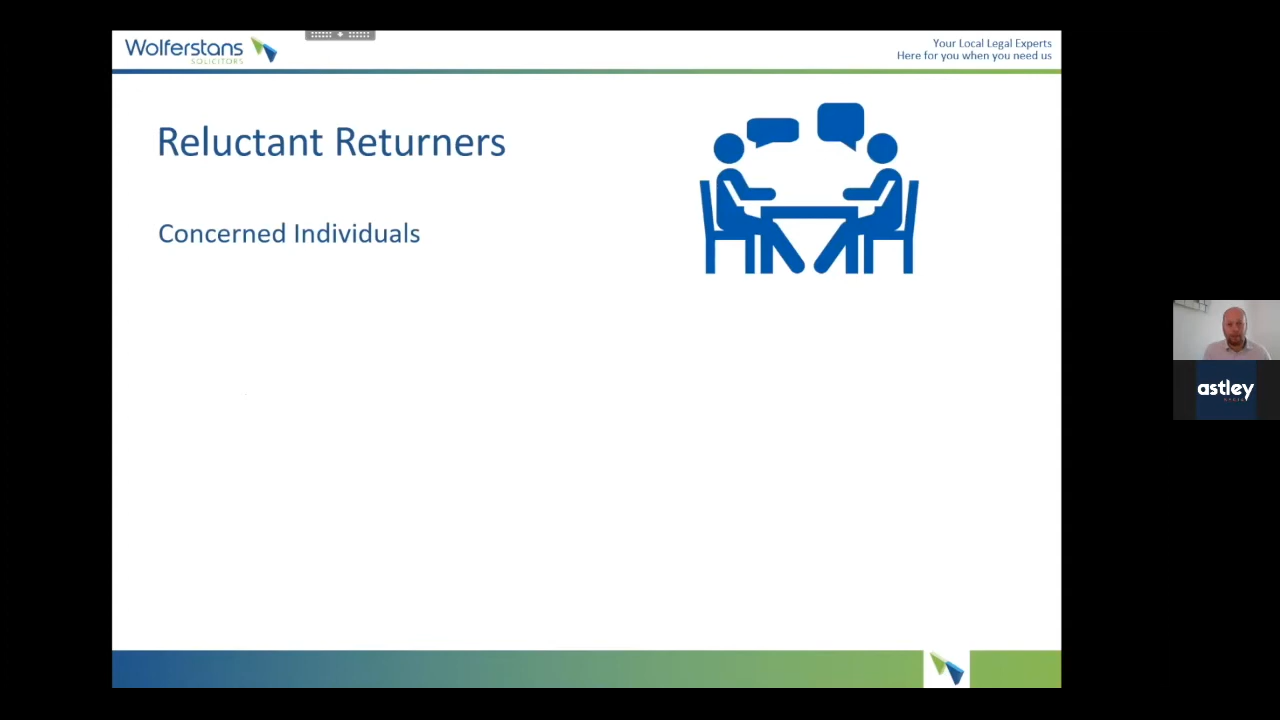 Wolferstans
SOLICITORS
Your Local Legal Experts
Here for you when you need us
Reluctant Returners
Concerned Individuals
astley